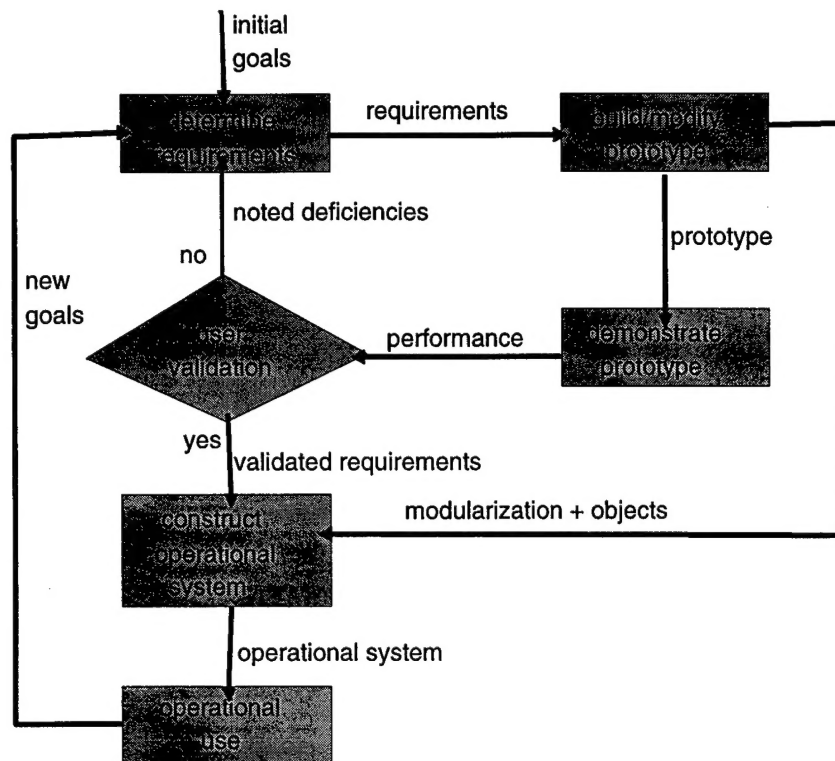 initial
goals
determine
requirements
requirements
build/modify
prototype
noted deficiencies
prototype
no
new
goals
user
validation
performance
demonstrate
prototype
yes
validated requirements
construct
operational
system
modularization + objects
operational system
operational
use